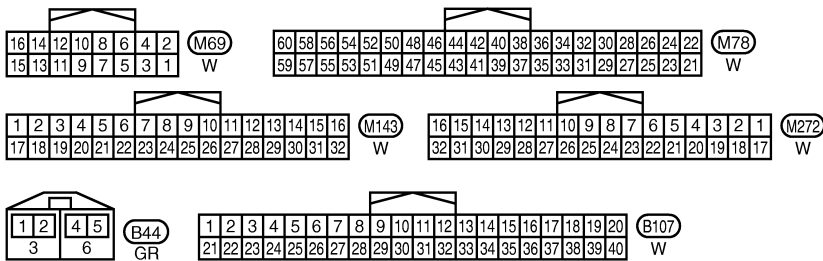 16 14 12 10 8 6 4 2 M69
15 13 11 9 7 5 3 1 W
60 58 56 54 52 50 48 46 44 42 40 38 36 34 32 30 28 26 24 22 M78
59 57 55 53 51 49 47 45 43 41 39 37 35 33 31 29 27 25 23 21 W
1 2 3 4 5 6 7 8 9 10 11 12 13 14 15 16 M143
17 18 19 20 21 22 23 24 25 26 27 28 29 30 31 32 W
16 15 14 13 12 11 10 9 8 7 6 5 4 3 2 1 M272
32 31 30 29 28 27 26 25 24 23 22 21 20 19 18 17 W
1 2 4 5 B44
3 6 GR
1 2 3 4 5 6 7 8 9 10 11 12 13 14 15 16 17 18 19 20 B107
21 22 23 24 25 26 27 28 29 30 31 32 33 34 35 36 37 38 39 40 W